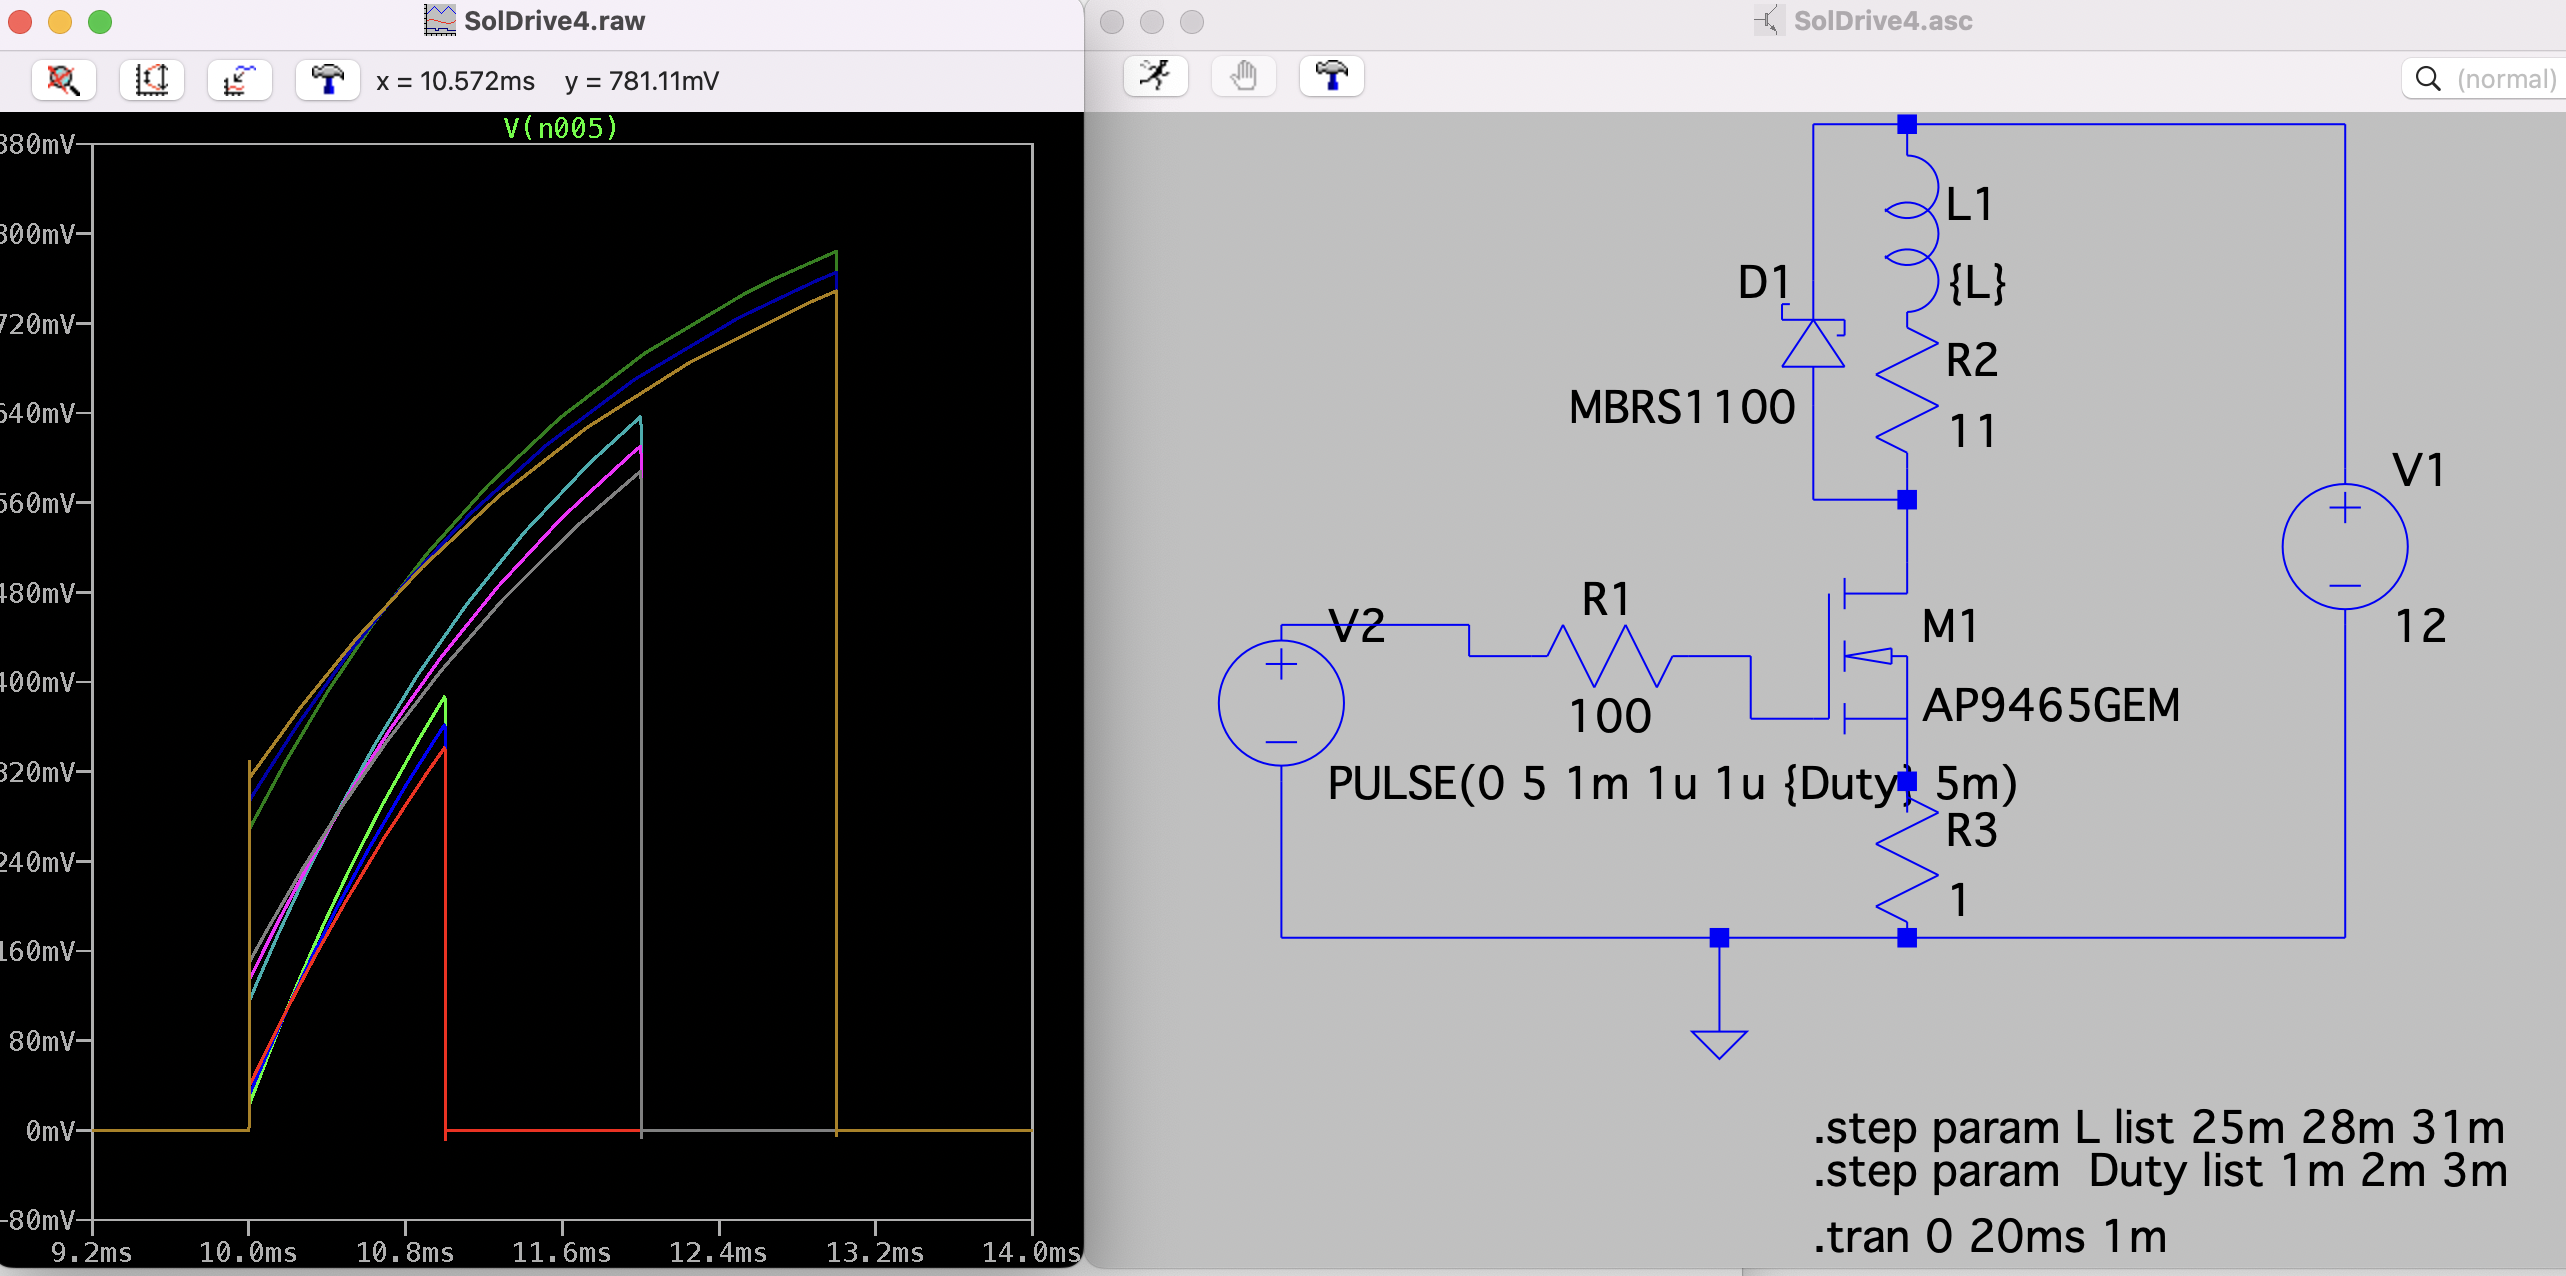 SolDrive4.raw
x = 10.572ms y = 781.11mV
V(n005)
880mV
800mV
720mV
640mV
560mV
480mV
400mV
320mV
240mV
160mV
80mV
0mV
-80mV
9.2ms 10.0ms 10.8ms 11.6ms 12.4ms 13.2ms 14.0ms
SolDrive4.asc
(normal)
L1
{L}
D1
MBRS1100
R2
11
V1
12
V2
R1
100
M1
AP9465GEM
PULSE(0 5 1m 1u 1u {Duty} 5m)
R3
1
.step param L list 25m 28m 31m
.step param Duty list 1m 2m 3m
.tran 0 20ms 1m